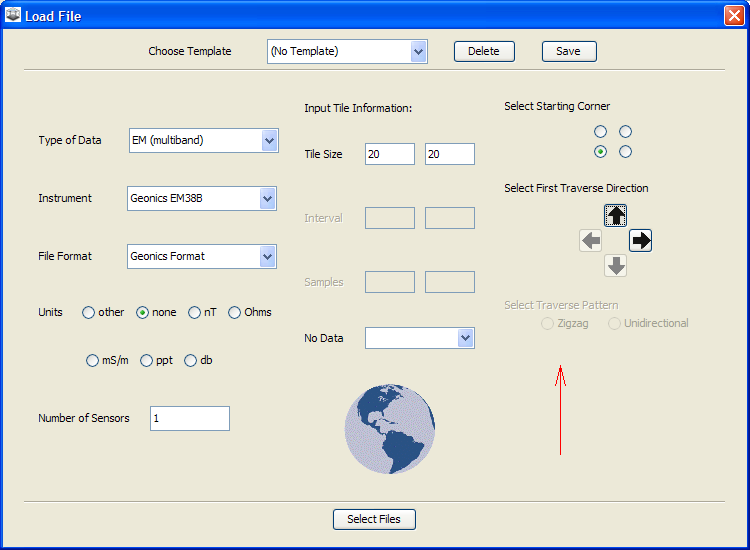 Load File
Choose Template (No Template) Delete Save
Input Tile Information:
Select Starting Corner
Type of Data EM (multiband)
Tile Size 20 20
Instrument Geonics EM38B
Select First Traverse Direction
Interval
File Format Geonics Format
Samples
Units other none nT Ohms
Select Traverse Pattern
Zigzag Unidirectional
No Data
mS/m ppt db
Number of Sensors 1
Select Files